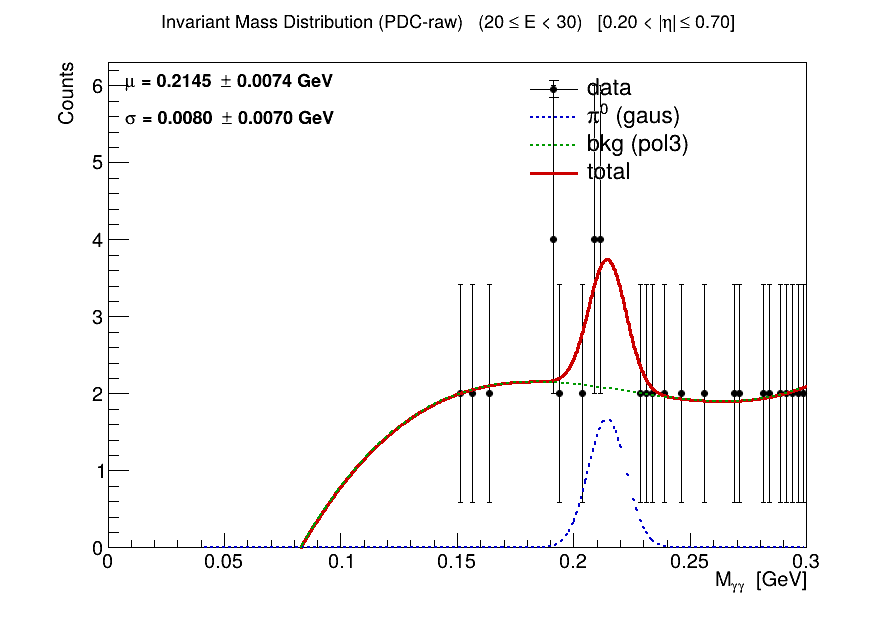 Invariant Mass Distribution (PDC-raw) (20 ≤ E < 30) [0.20 < |η| ≤ 0.70]
Counts
μ = 0.2145 ± 0.0074 GeV
σ = 0.0080 ± 0.0070 GeV
data
π⁰ (gaus)
bkg (pol3)
total
6
5
4
3
2
1
0
0 0.05 0.1 0.15 0.2 0.25 0.3
M_γγ [GeV]